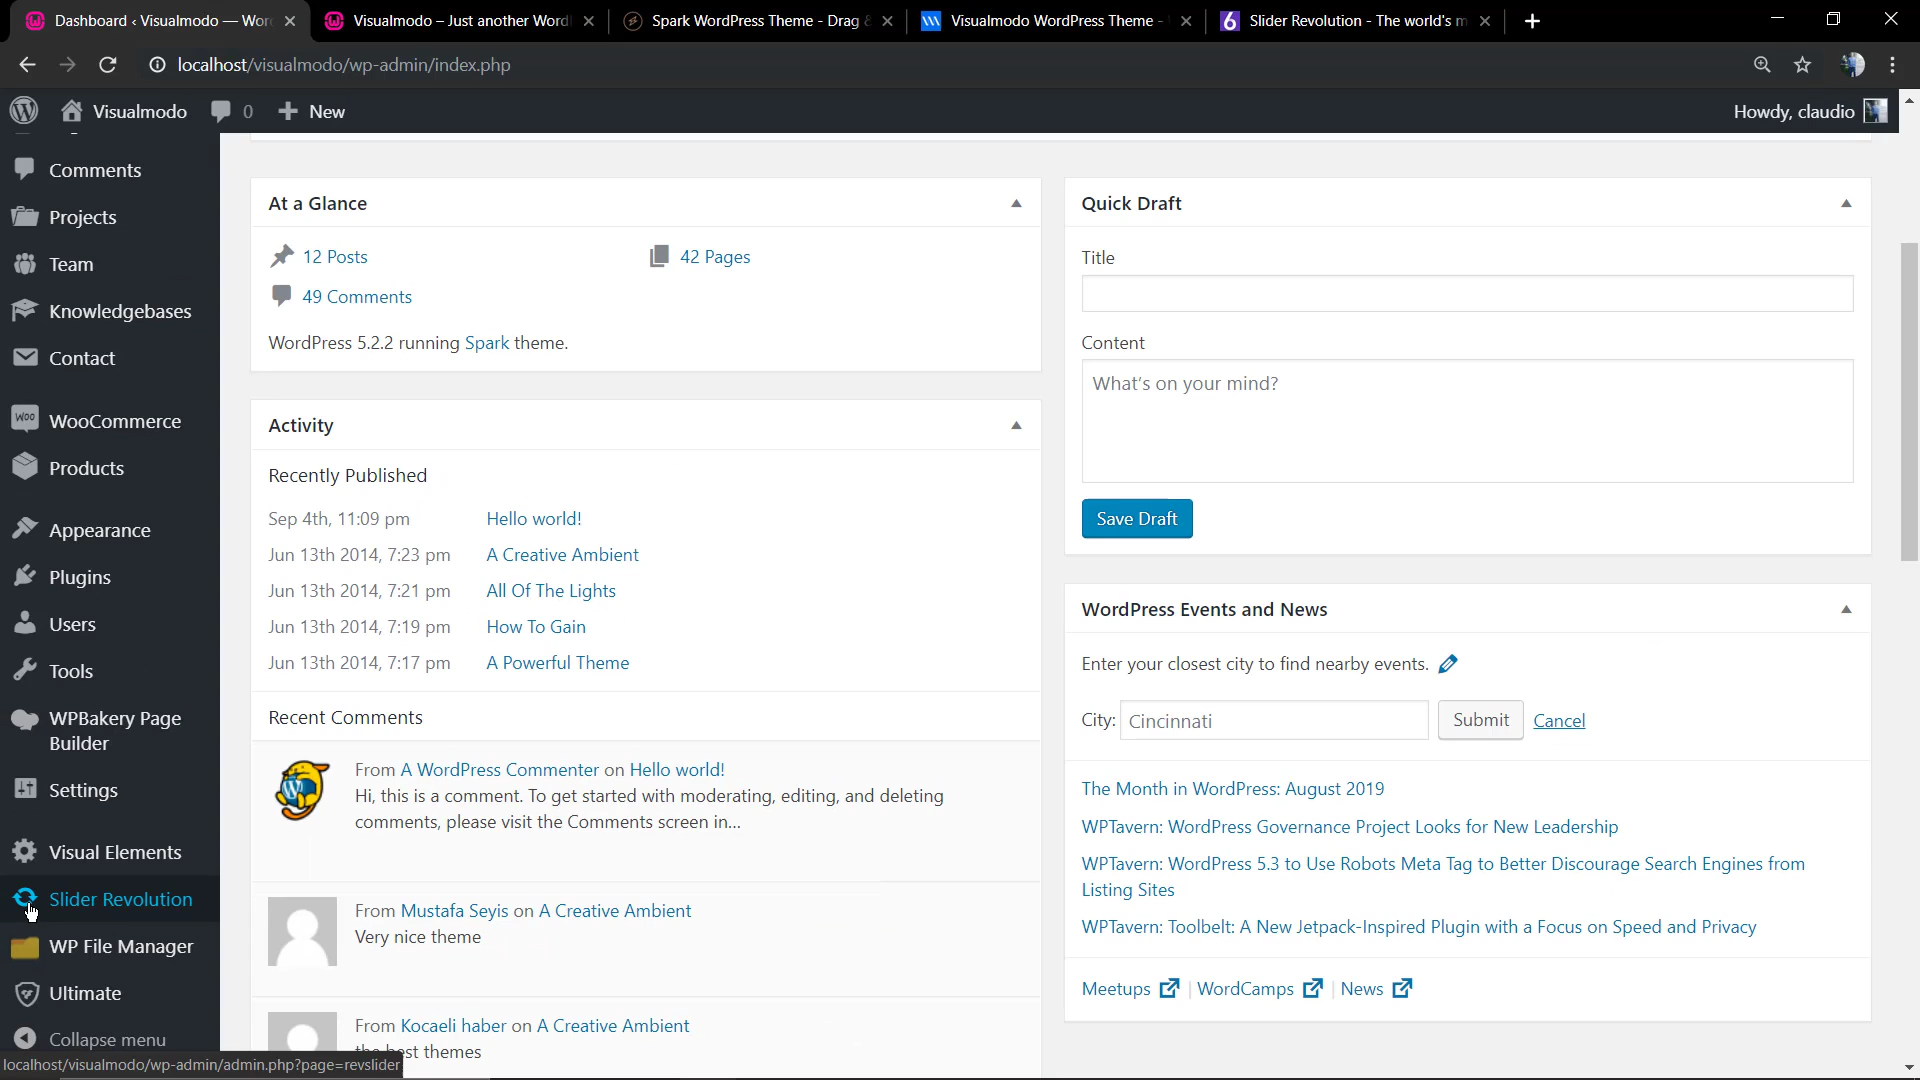 Dashboard ‹ Visualmodo — Wor
Visualmodo – Just another Word
Spark WordPress Theme - Drag &
Visualmodo WordPress Theme -
Slider Revolution - The world's m
localhost/visualmodo/wp-admin/index.php
Visualmodo 0 New
Howdy, claudio
Comments
Projects
Team
Knowledgebases
Contact
WooCommerce
Products
Appearance
Plugins
Users
Tools
WPBakery Page
Builder
Settings
Visual Elements
Slider Revolution
WP File Manager
Ultimate
Collapse menu
localhost/visualmodo/wp-admin/admin.php?page=revslider
At a Glance
12 Posts 42 Pages
49 Comments
WordPress 5.2.2 running Spark theme.
Activity
Recently Published
Sep 4th, 11:09 pm Hello world!
Jun 13th 2014, 7:23 pm A Creative Ambient
Jun 13th 2014, 7:21 pm All Of The Lights
Jun 13th 2014, 7:19 pm How To Gain
Jun 13th 2014, 7:17 pm A Powerful Theme
Recent Comments
From A WordPress Commenter on Hello world!
Hi, this is a comment. To get started with moderating, editing, and deleting
comments, please visit the Comments screen in...
From Mustafa Seyis on A Creative Ambient
Very nice theme
From Kocaeli haber on A Creative Ambient
the best themes
Quick Draft
Title
Content
What's on your mind?
Save Draft
WordPress Events and News
Enter your closest city to find nearby events.
City: Cincinnati Submit Cancel
The Month in WordPress: August 2019
WPTavern: WordPress Governance Project Looks for New Leadership
WPTavern: WordPress 5.3 to Use Robots Meta Tag to Better Discourage Search Engines from
Listing Sites
WPTavern: Toolbelt: A New Jetpack-Inspired Plugin with a Focus on Speed and Privacy
Meetups | WordCamps | News